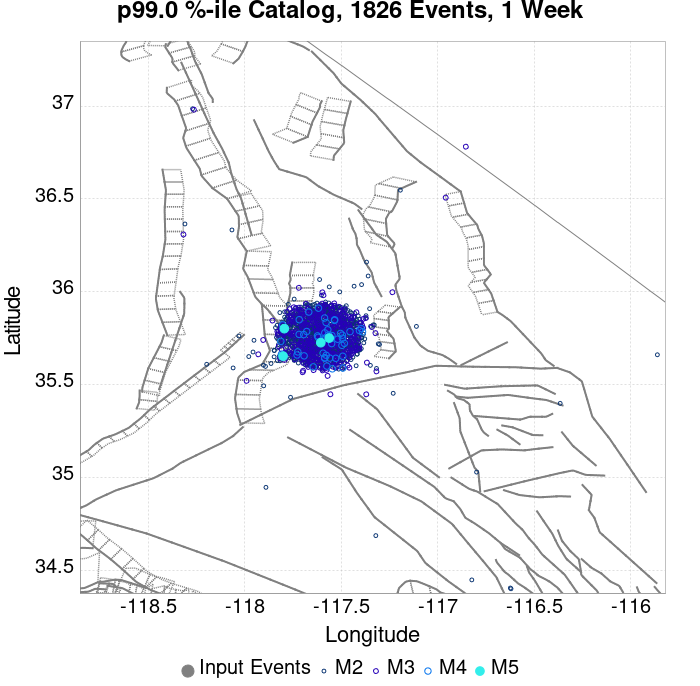 p99.0 %-ile Catalog, 1826 Events, 1 Week
37
36.5
36
35.5
35
34.5
Latitude
-118.5 -118 -117.5 -117 -116.5 -116
Longitude
Input Events M2 M3 M4 M5